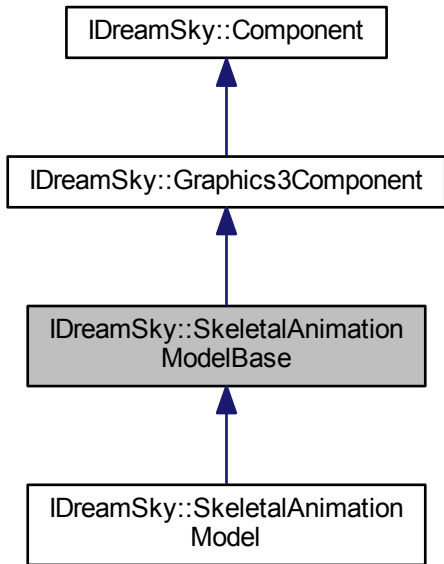 IDreamSky::Component
IDreamSky::Graphics3Component
IDreamSky::SkeletalAnimation
ModelBase
IDreamSky::SkeletalAnimation
Model